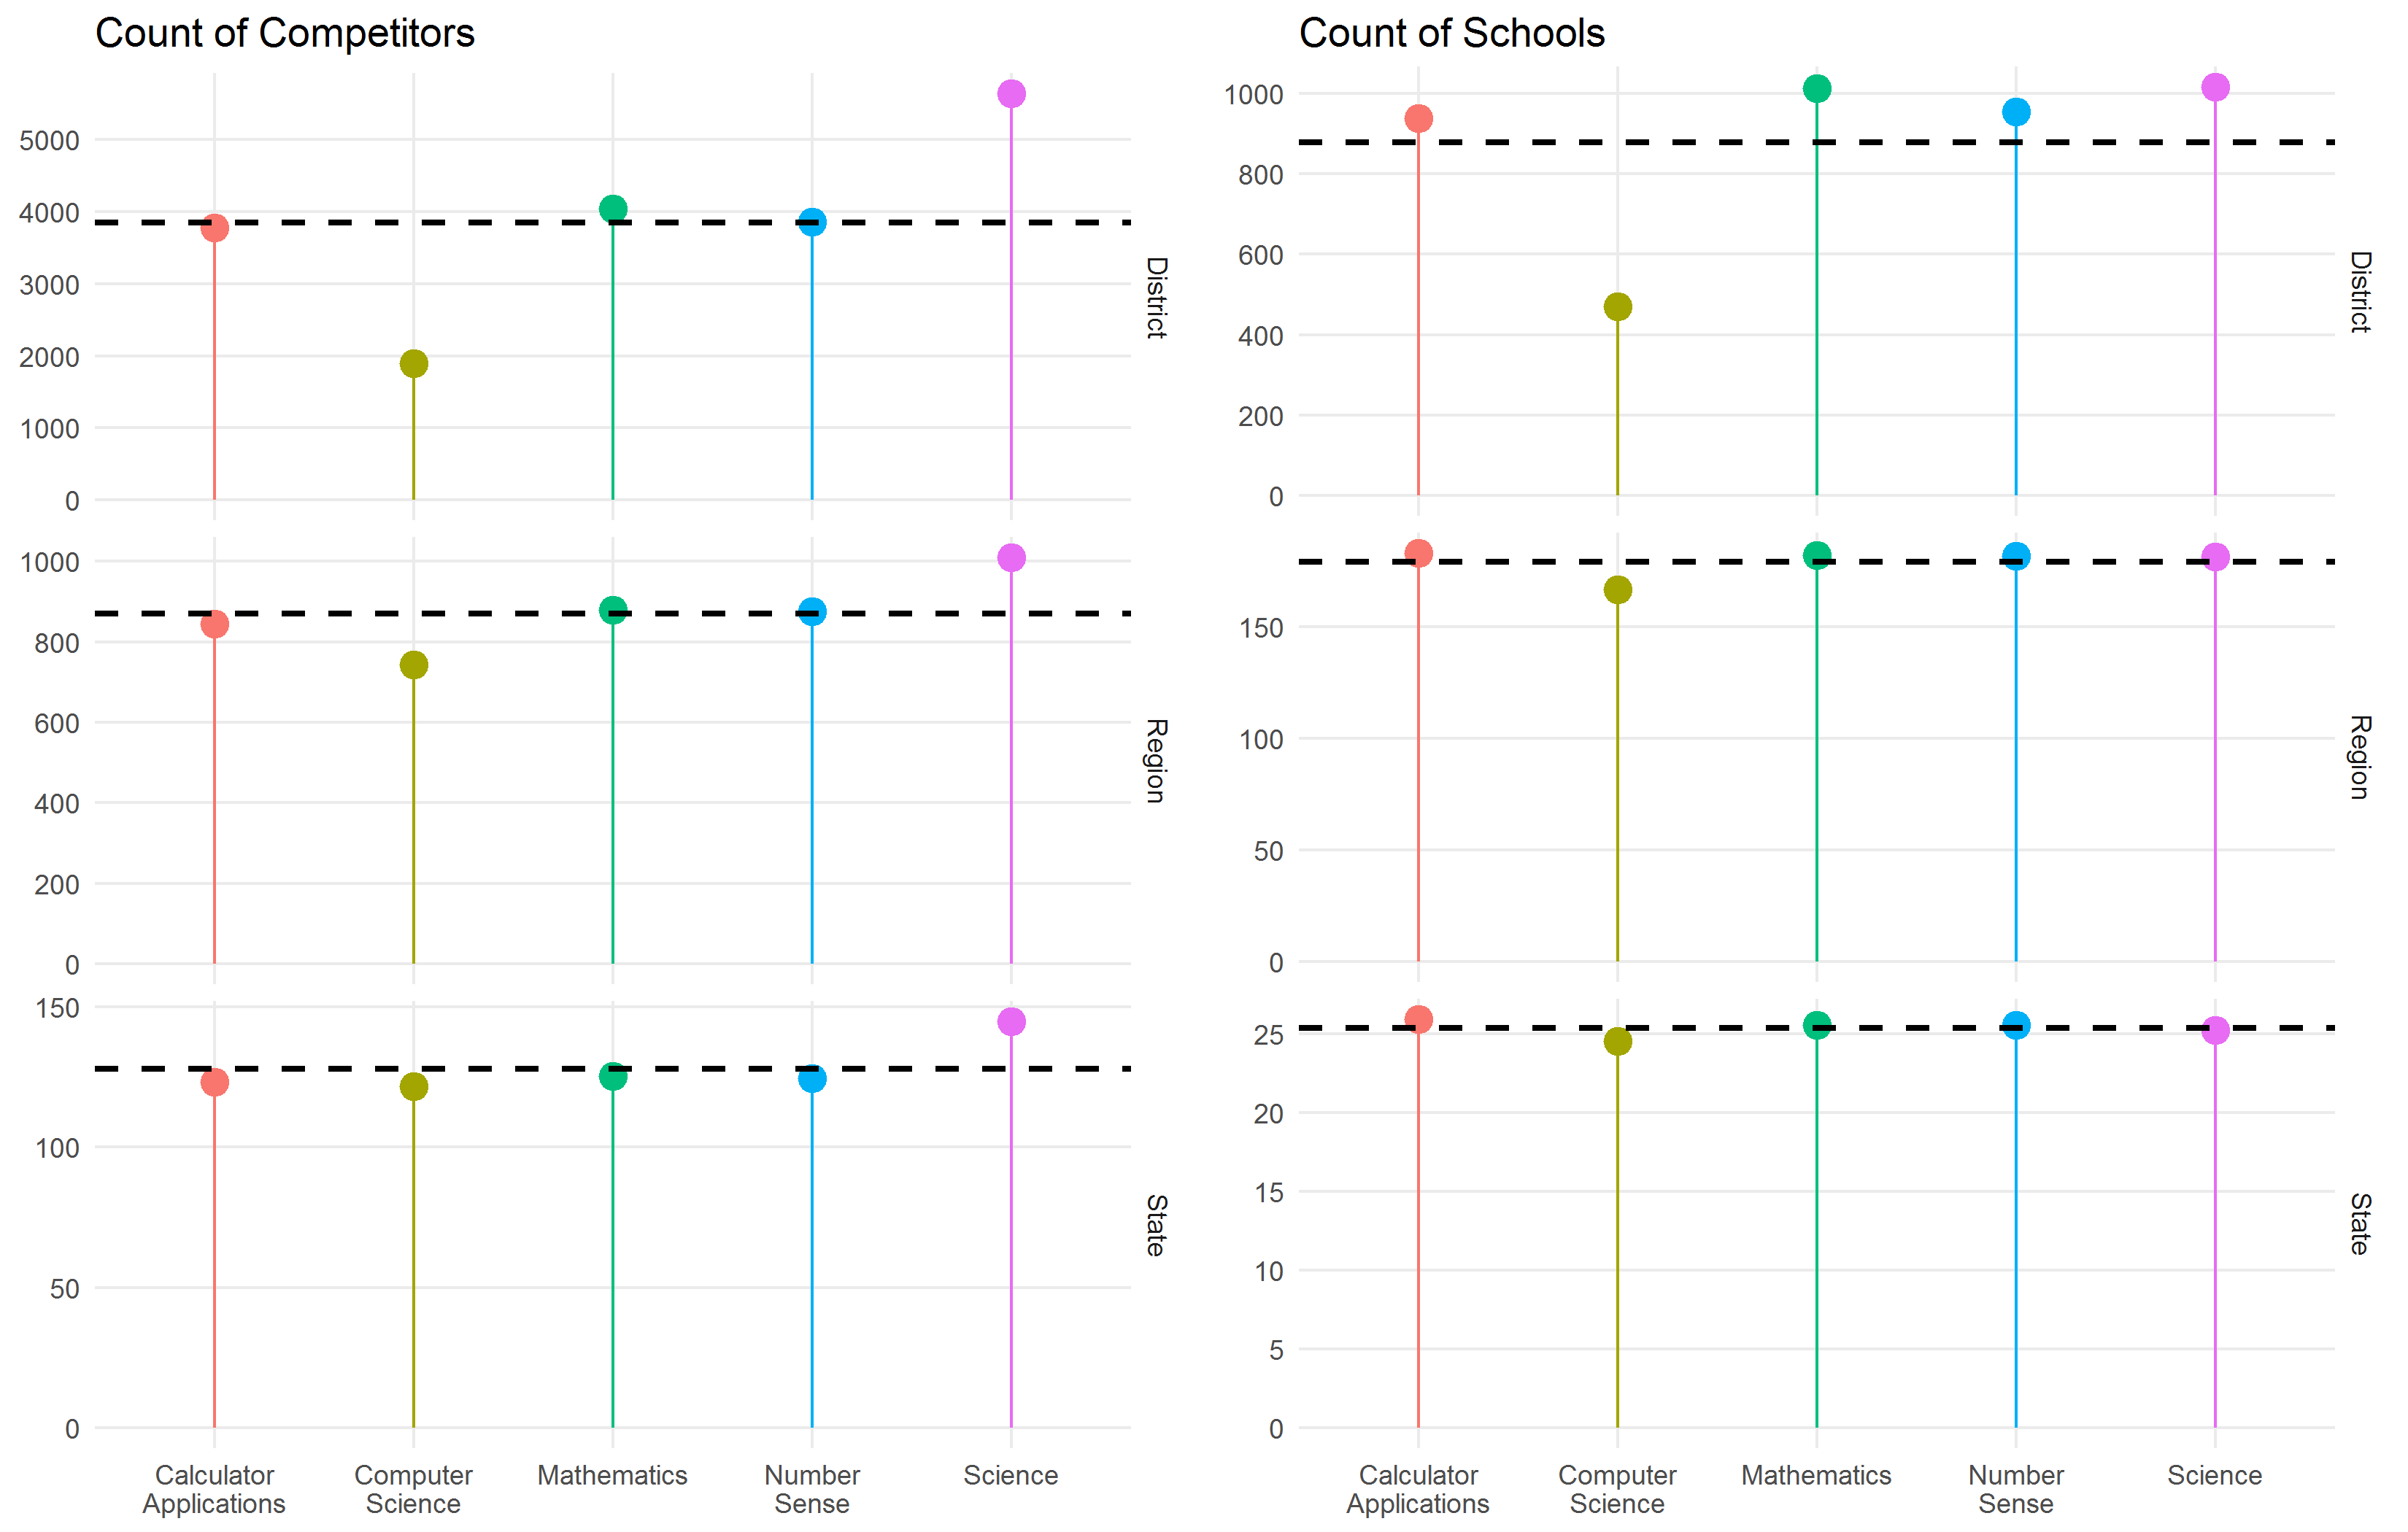 Count of Competitors
5000
4000
3000
2000
1000
0
District
1000
800
600
400
200
0
Region
150
100
50
0
State
Calculator
Applications
Computer
Science
Mathematics
Number
Sense
Science
Count of Schools
1000
800
600
400
200
0
District
150
100
50
0
Region
25
20
15
10
5
0
State
Calculator
Applications
Computer
Science
Mathematics
Number
Sense
Science